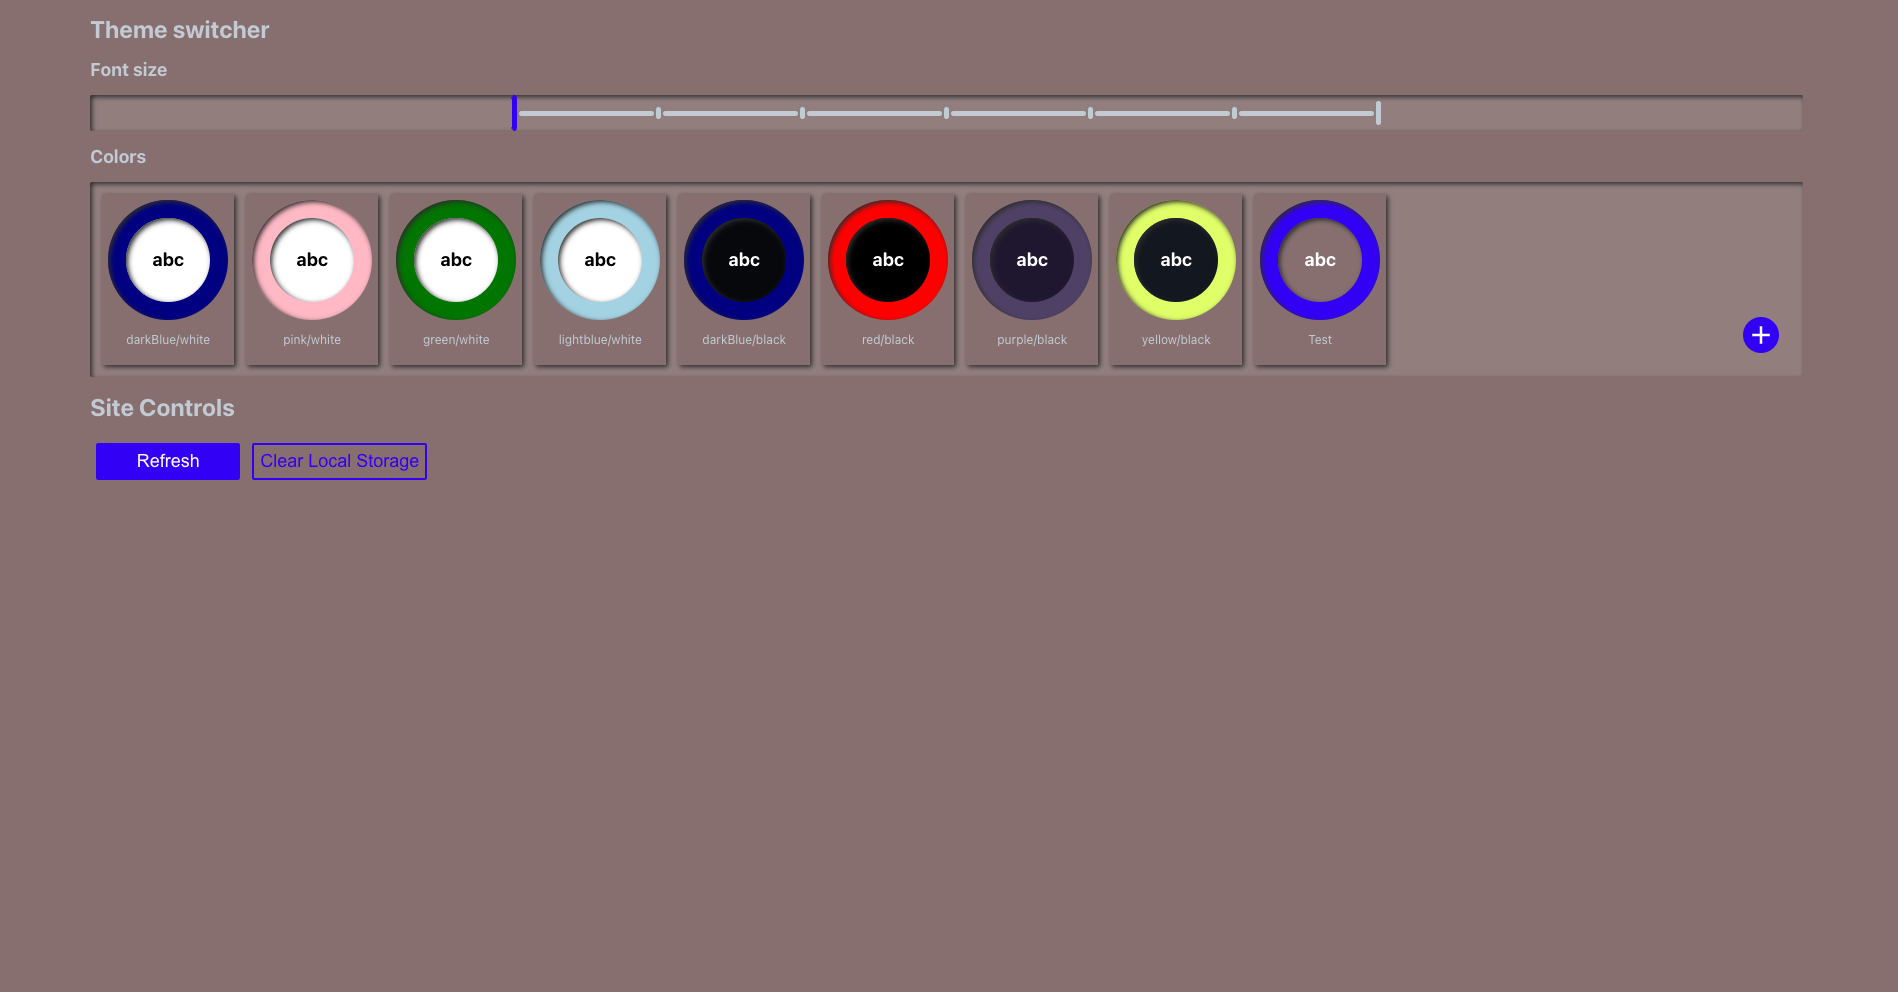 Theme switcher
Font size
Colors
abc abc abc abc abc abc abc abc abc
darkBlue/white pink/white green/white lightblue/white darkBlue/black red/black purple/black yellow/black Test
Site Controls
Refresh Clear Local Storage